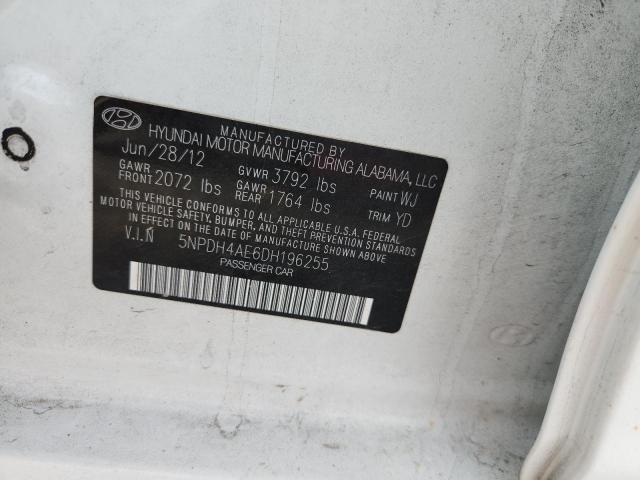 MANUFACTURED BY
HYUNDAI MOTOR MANUFACTURING ALABAMA, LLC
Jun/28/12 GVWR 3792 lbs PAINT WJ
GAWR FRONT 2072 lbs GAWR REAR 1764 lbs TRIM YD
THIS VEHICLE CONFORMS TO ALL APPLICABLE U.S.A. FEDERAL
MOTOR VEHICLE SAFETY, BUMPER, AND THEFT PREVENTION STANDARDS
IN EFFECT ON THE DATE OF MANUFACTURE SHOWN ABOVE.
V.I.N 5NPDH4AE6DH196255
PASSENGER CAR